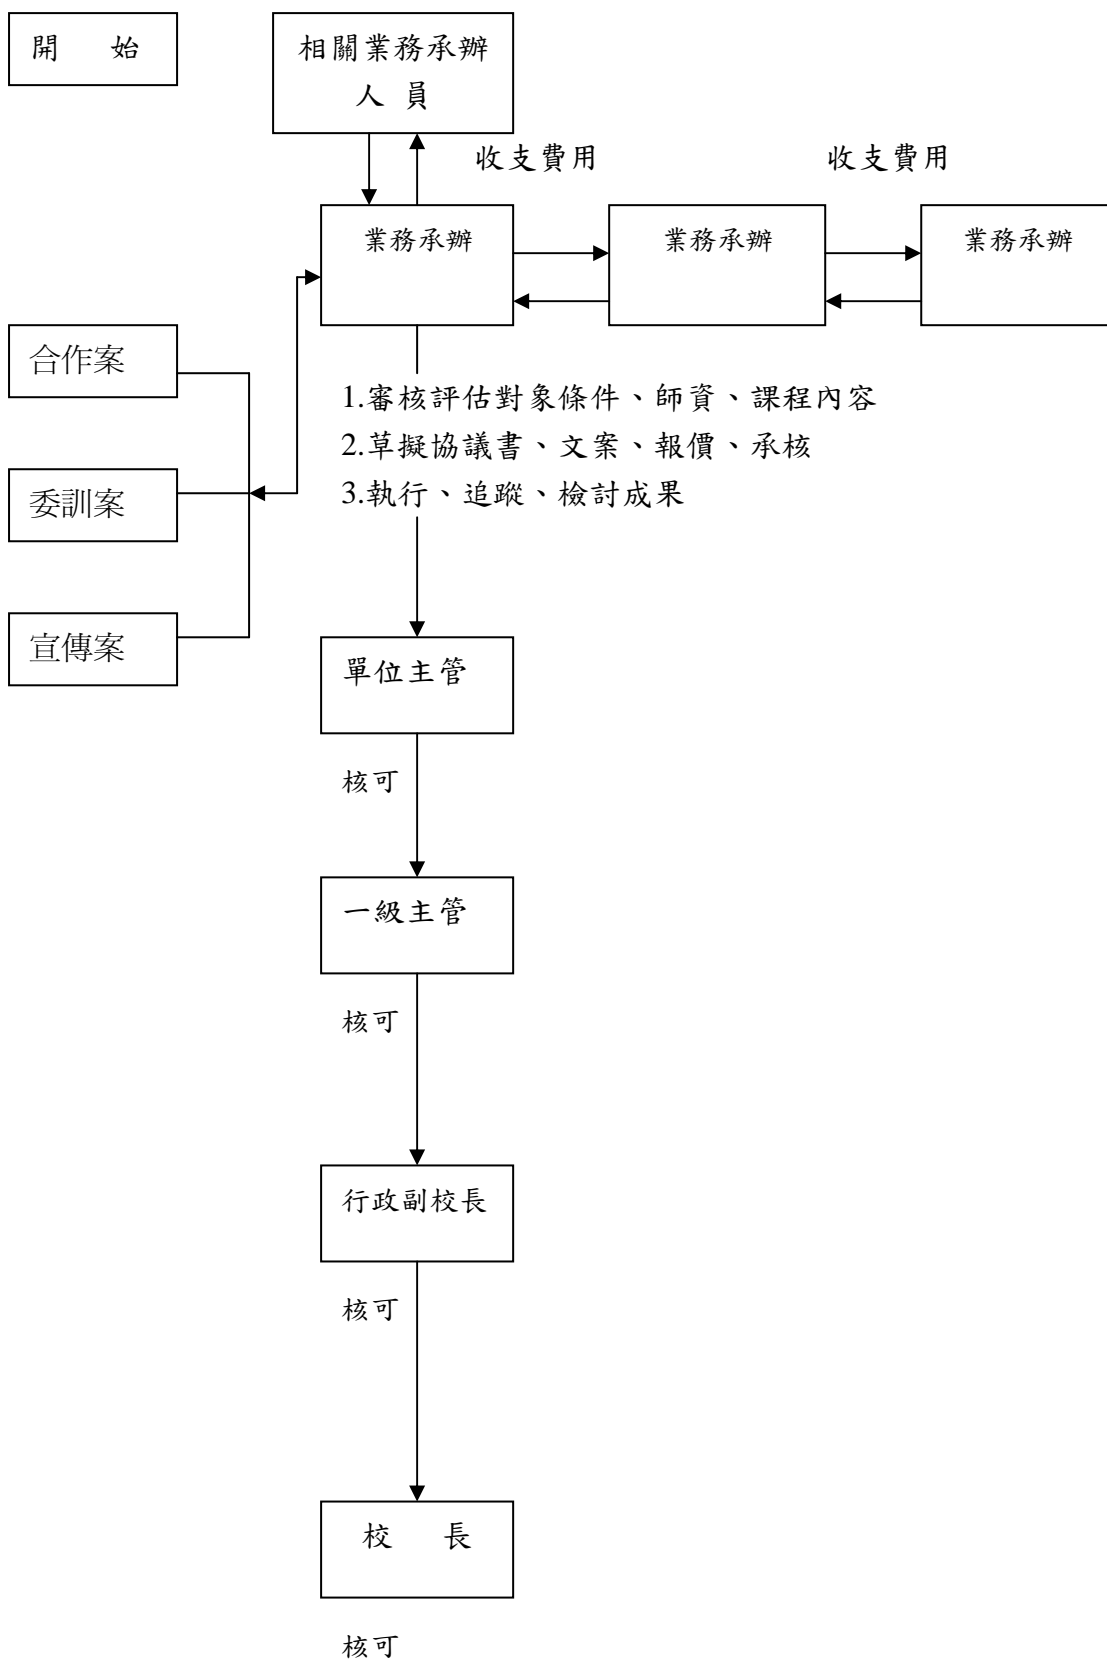 開 始
相關業務承辦
人 員
收支費用
收支費用
業務承辦
業務承辦
業務承辦
合作案
1.審核評估對象條件、師資、課程內容
2.草擬協議書、文案、報價、承核
委訓案
3.執行、追蹤、檢討成果
宣傳案
單位主管
核可
一級主管
核可
行政副校長
核可
校 長
核可